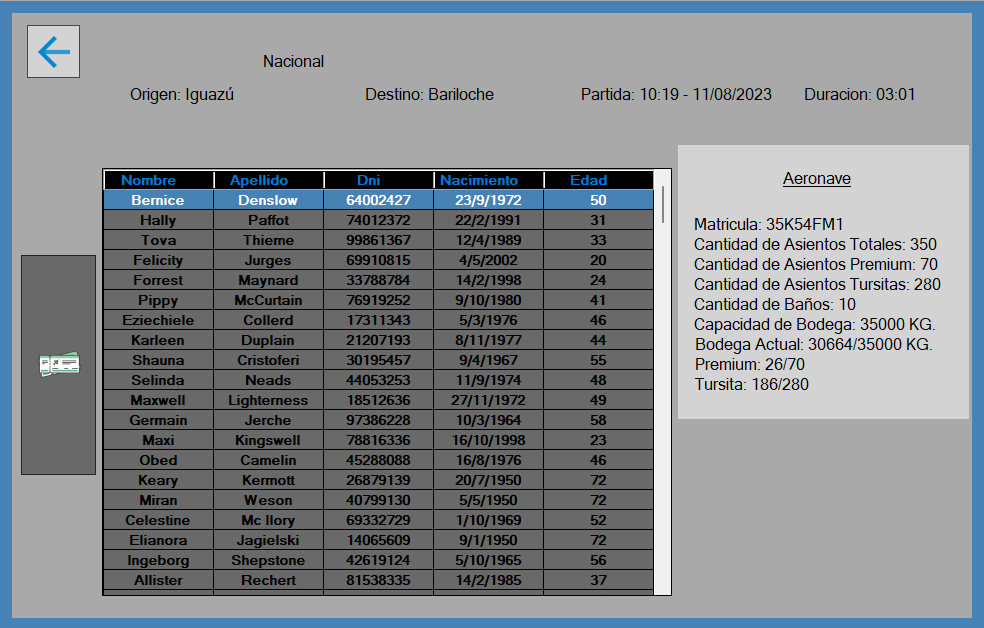 Nacional
Origen: Iguazú Destino: Bariloche Partida: 10:19 - 11/08/2023 Duracion: 03:01
Nombre Apellido Dni Nacimiento Edad
Bernice Denslow 64002427 23/9/1972 50
Hally Paffot 74012372 22/2/1991 31
Tova Thieme 99861367 12/4/1989 33
Felicity Jurges 69910815 4/5/2002 20
Forrest Maynard 33788784 14/2/1998 24
Pippy McCurtain 76919252 9/10/1980 41
Eziechiele Collerd 17311343 5/3/1976 46
Karleen Duplain 21207193 8/11/1977 44
Shauna Cristoferi 30195457 9/4/1967 55
Selinda Neads 44053253 11/9/1974 48
Maxwell Lighterness 18512636 27/11/1972 49
Germain Jerche 97386228 10/3/1964 58
Maxi Kingswell 78816336 16/10/1998 23
Obed Camelin 45288088 16/8/1976 46
Keary Kermott 26879139 20/7/1950 72
Miran Weson 40799130 5/5/1950 72
Celestine Mc Ilory 69332729 1/10/1969 52
Elianora Jagielski 14065609 9/1/1950 72
Ingeborg Shepstone 42619124 5/10/1965 56
Allister Rechert 81538335 14/2/1985 37
Aeronave
Matricula: 35K54FM1
Cantidad de Asientos Totales: 350
Cantidad de Asientos Premium: 70
Cantidad de Asientos Tursitas: 280
Cantidad de Baños: 10
Capacidad de Bodega: 35000 KG.
Bodega Actual: 30664/35000 KG.
Premium: 26/70
Tursita: 186/280